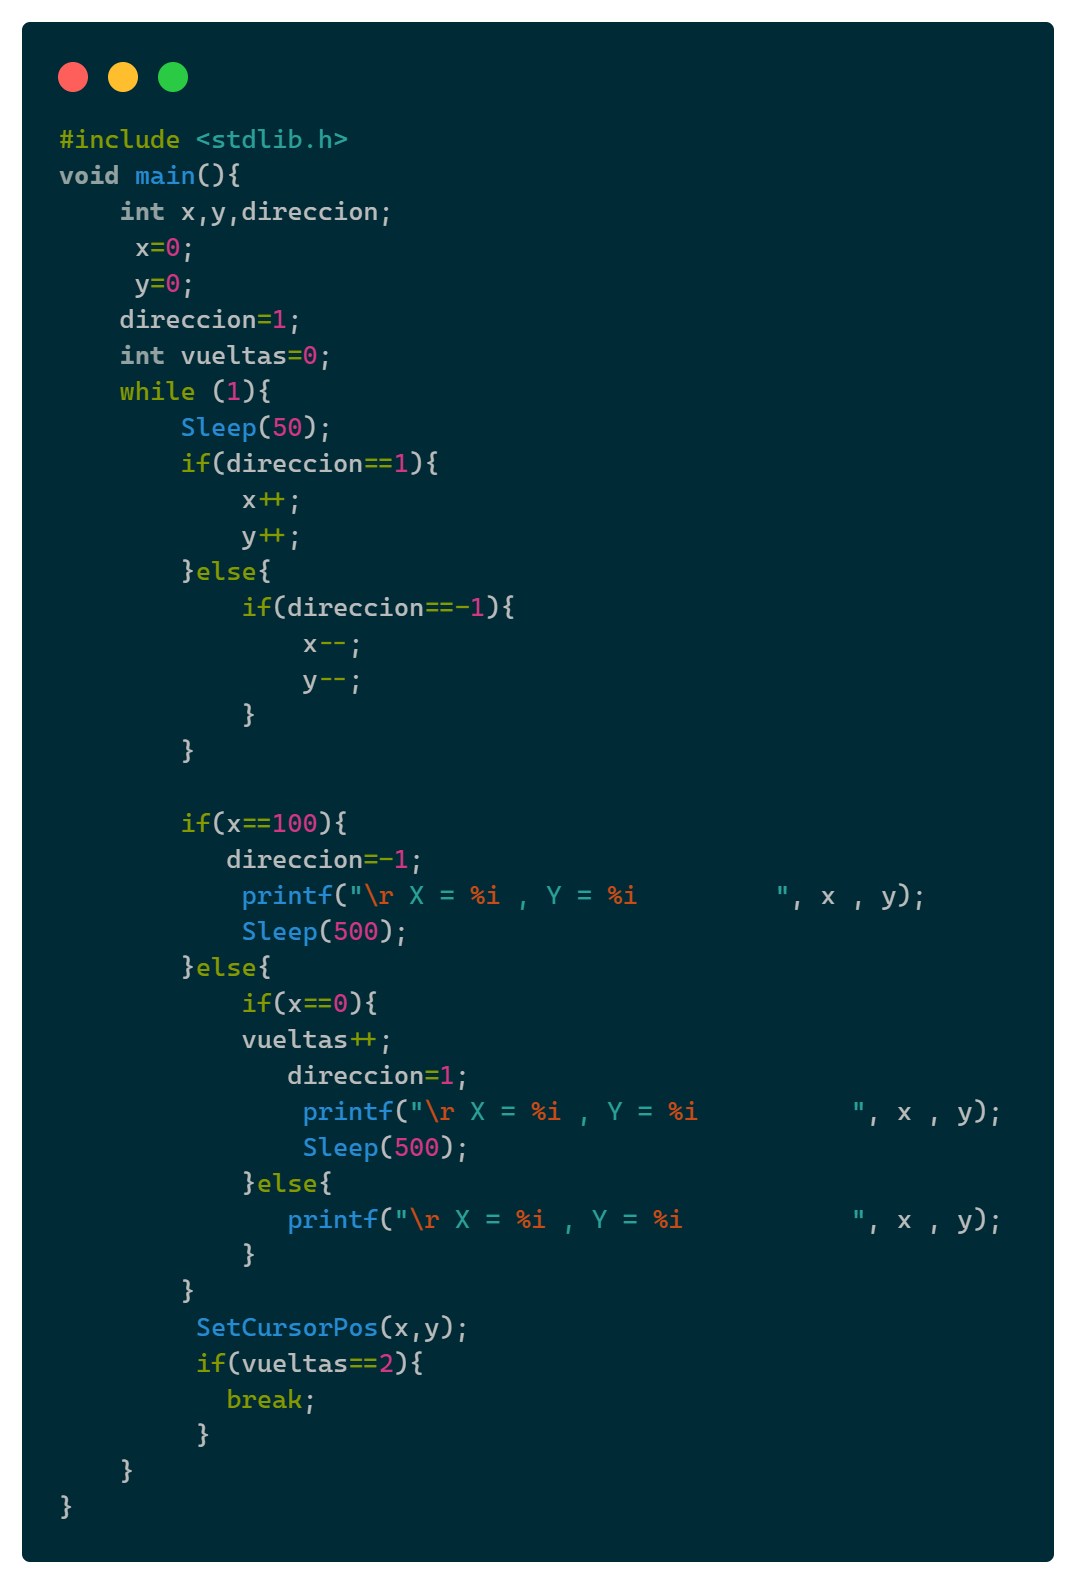 #include <stdlib.h>
void main(){
    int x,y,direccion;
     x=0;
     y=0;
    direccion=1;
    int vueltas=0;
    while (1){
        Sleep(50);
        if(direccion==1){
            x++;
            y++;
        }else{
            if(direccion==-1){
                x--;
                y--;
            }
        }

        if(x==100){
           direccion=-1;
            printf("\r X = %i , Y = %i         ", x , y);
            Sleep(500);
        }else{
            if(x==0){
            vueltas++;
               direccion=1;
                printf("\r X = %i , Y = %i          ", x , y);
                Sleep(500);
            }else{
               printf("\r X = %i , Y = %i           ", x , y);
            }
        }
         SetCursorPos(x,y);
         if(vueltas==2){
           break;
         }
    }
}